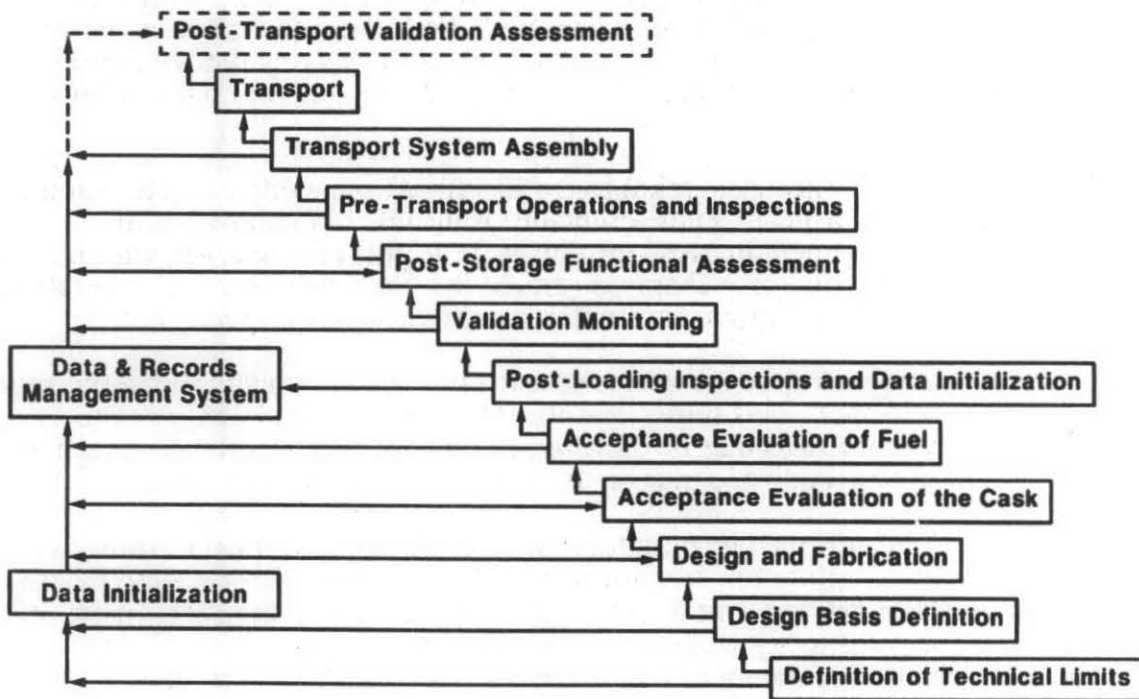 Post-Transport Validation Assessment
Transport
Transport System Assembly
Pre-Transport Operations and Inspections
Post-Storage Functional Assessment
Validation Monitoring
Data & Records
Management System
Post-Loading Inspections and Data Initialization
Acceptance Evaluation of Fuel
Acceptance Evaluation of the Cask
Design and Fabrication
Data Initialization
Design Basis Definition
Definition of Technical Limits